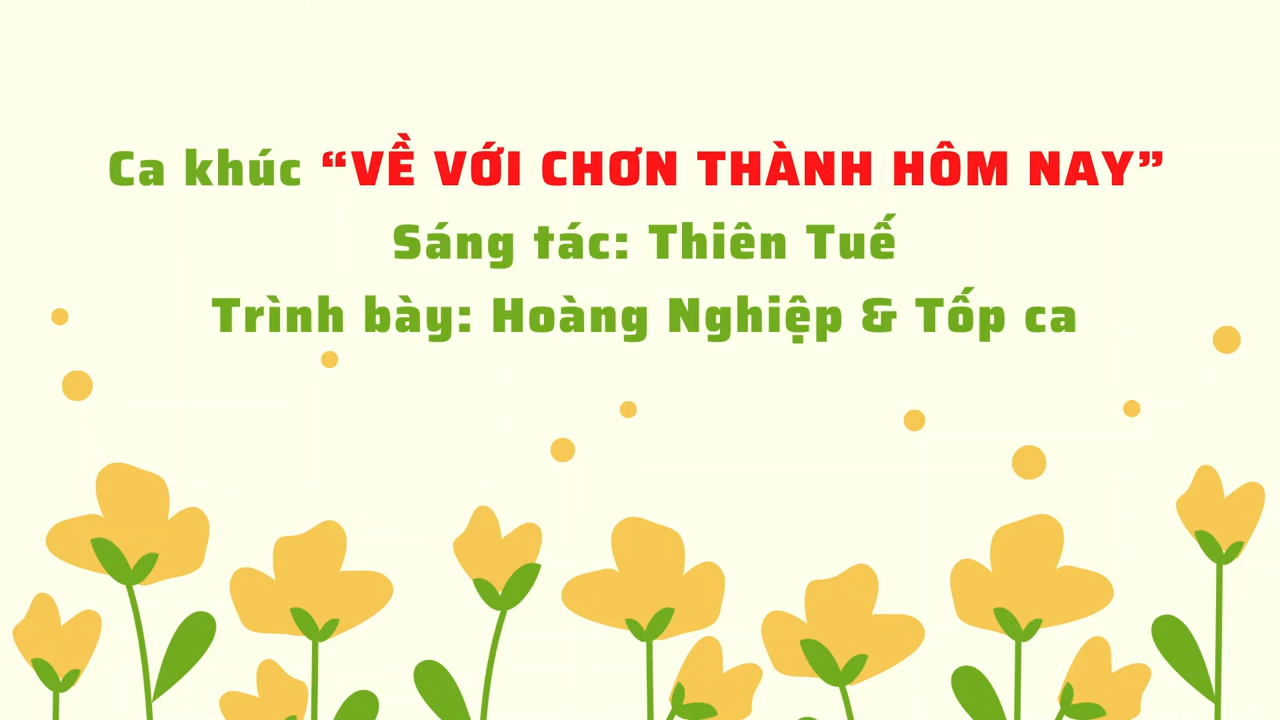 Ca khúc “VỀ VỚI CHƠN THÀNH HÔM NAY”
Sáng tác: Thiên Tuế
Trình bày: Hoàng Nghiệp & Tốp ca